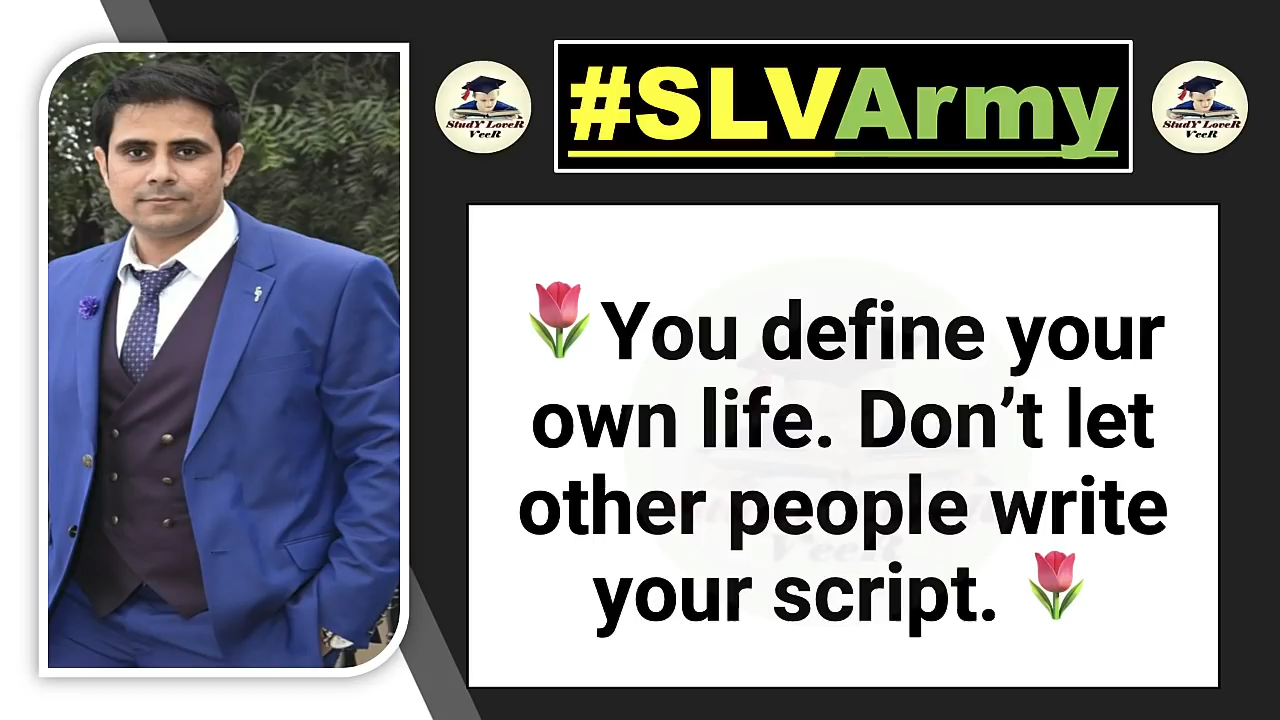 #SLVArmy
StudY LoveR
VeeR
StudY LoveR
VeeR
🌷You define your
own life. Don’t let
other people write
your script. 🌷